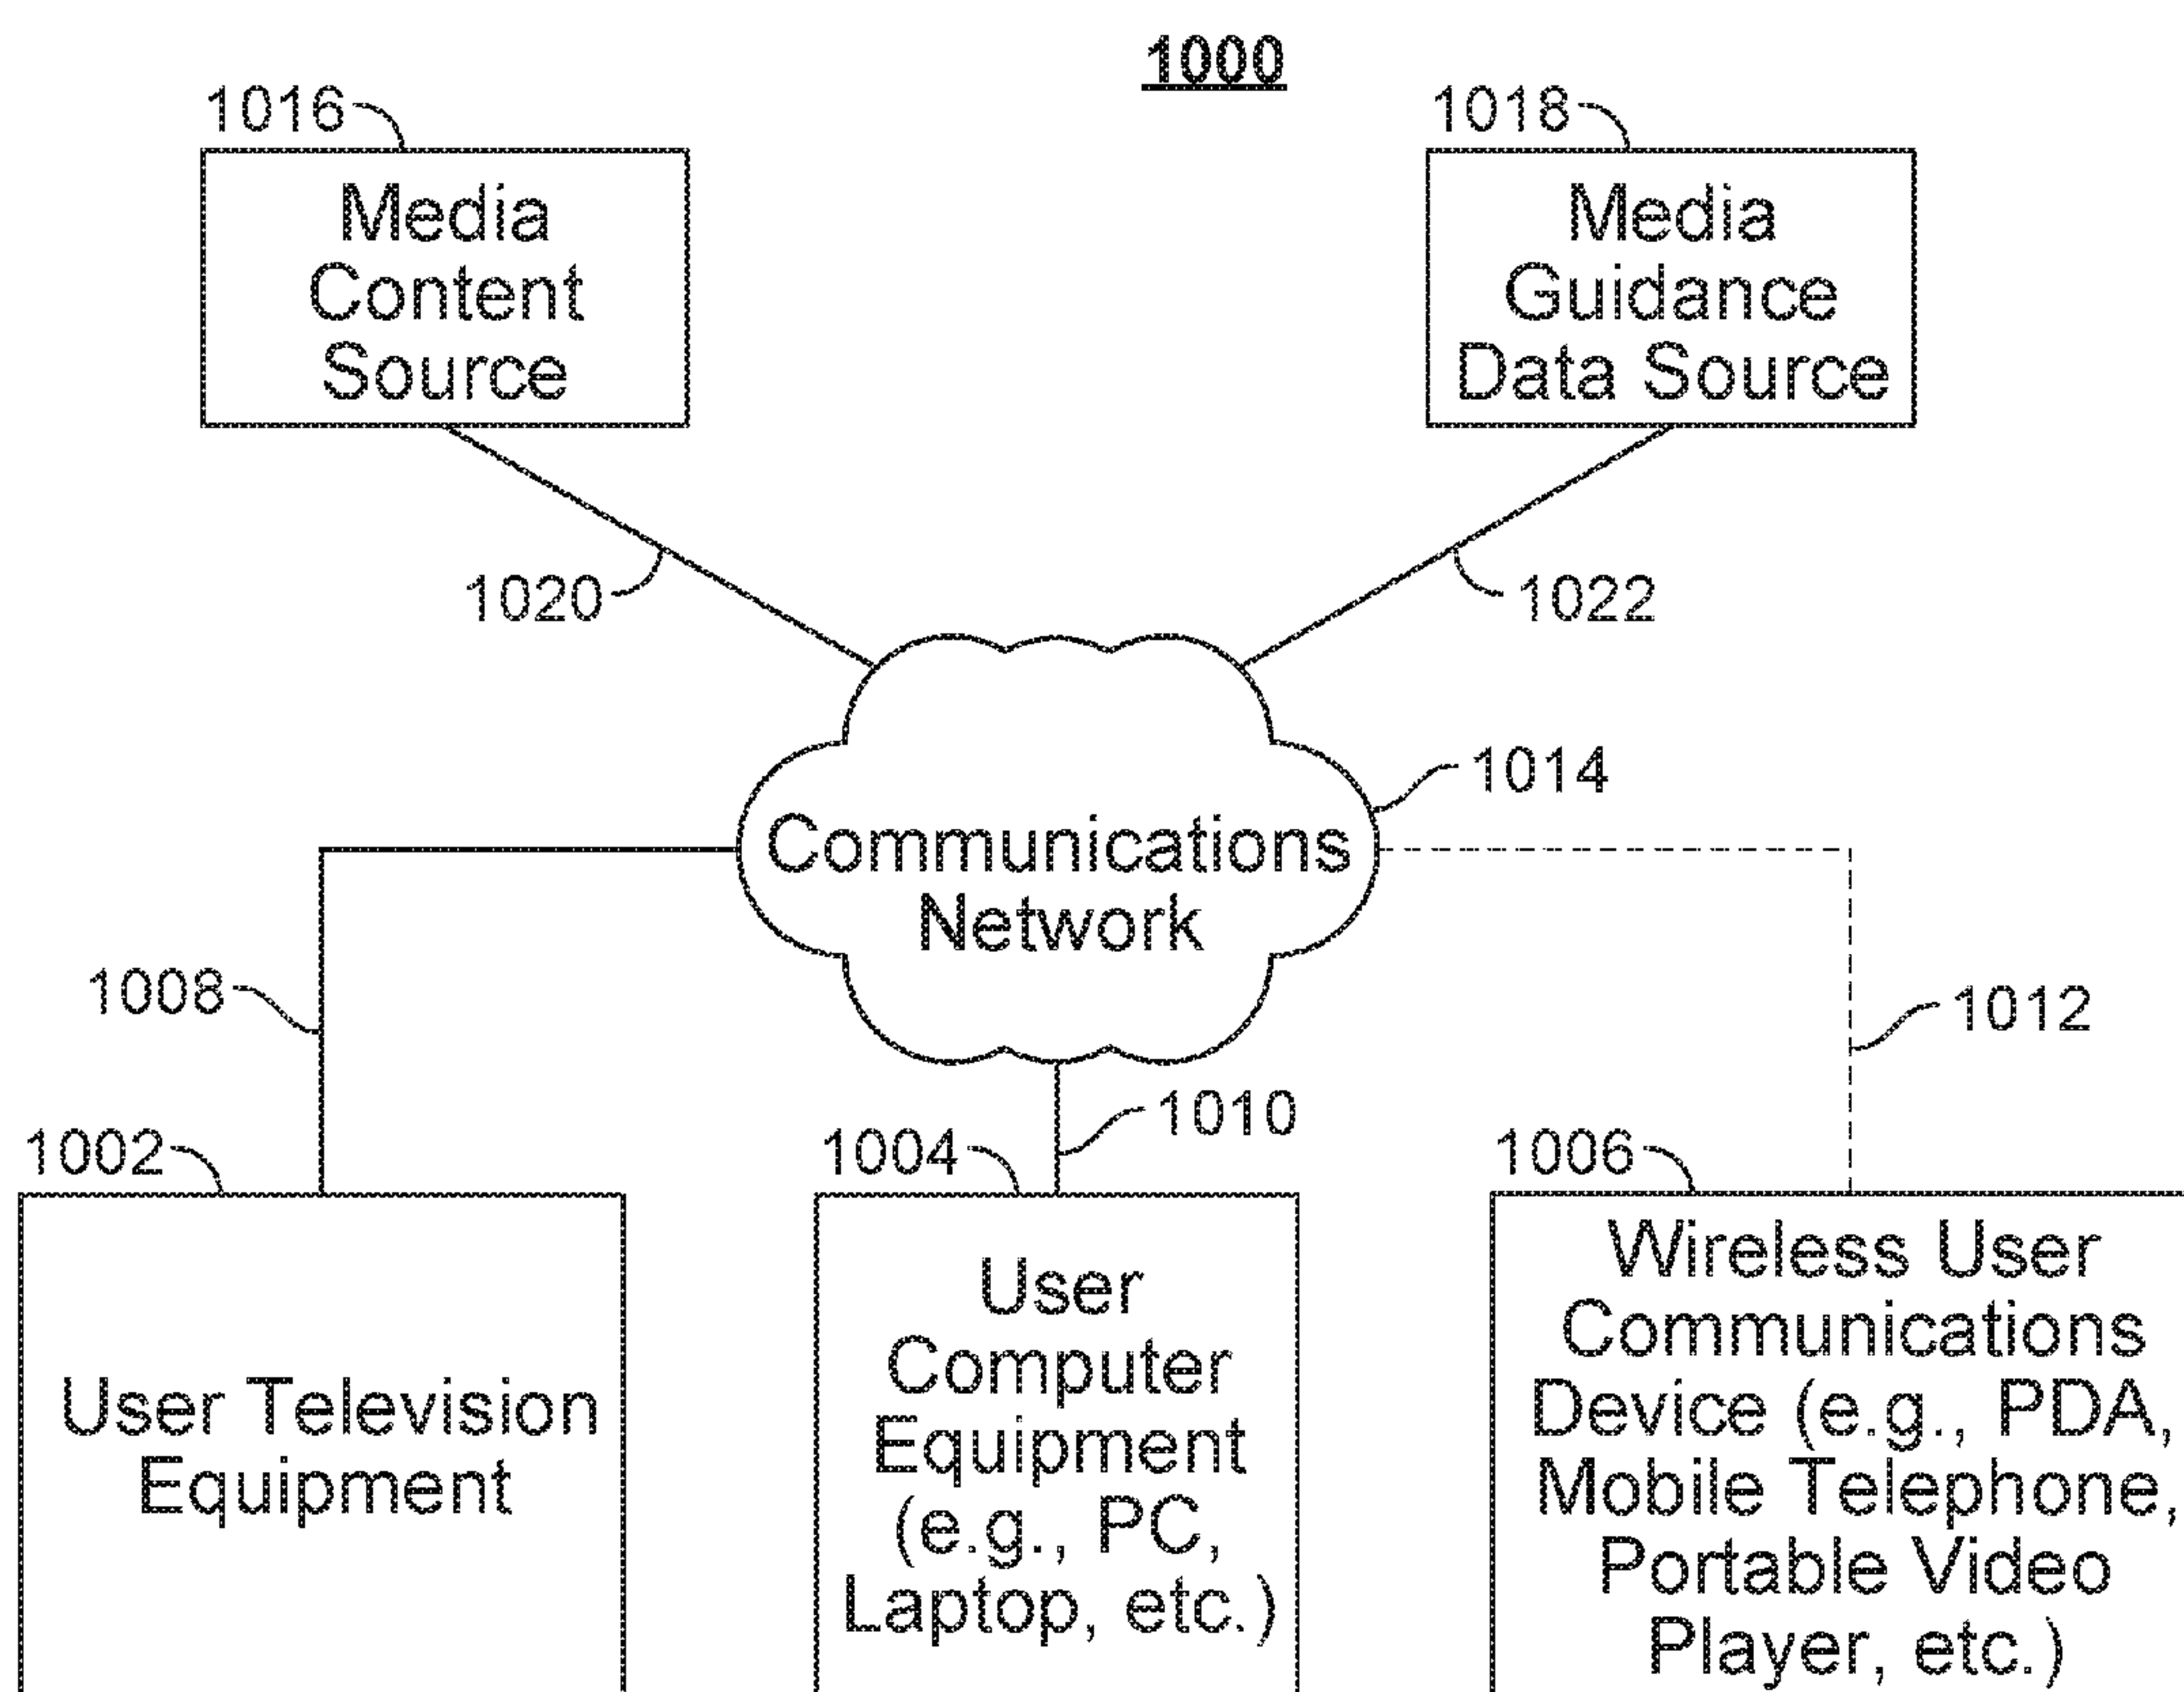 1000
1016
1018
Media
Content
Source
Media
Guidance
Data Source
1020
1022
1014
Communications
Network
1008
1012
1010
1002
1004
1006
User Television
Equipment
User
Computer
Equipment
(e.g., PC,
Laptop, etc.)
Wireless User
Communications
Device (e.g., PDA,
Mobile Telephone,
Portable Video
Player, etc.)